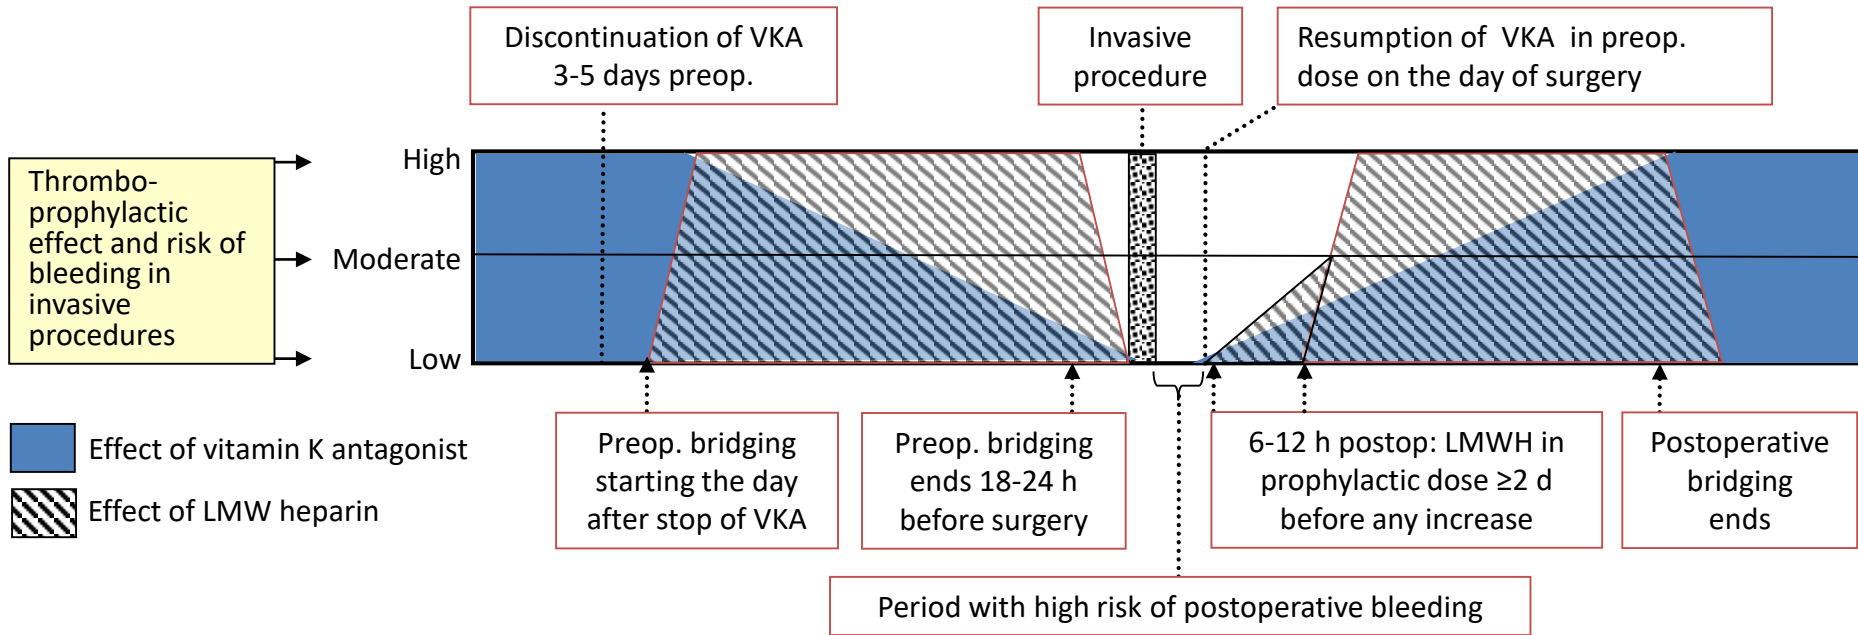 Discontinuation of VKA
3-5 days preop.
Invasive
procedure
Resumption of VKA in preop.
dose on the day of surgery
Thrombo-
prophylactic
effect and risk of
bleeding in
invasive
procedures
High
Moderate
Low
Effect of vitamin K antagonist
Effect of LMW heparin
Preop. bridging
starting the day
after stop of VKA
Preop. bridging
ends 18-24 h
before surgery
6-12 h postop: LMWH in
prophylactic dose ≥2 d
before any increase
Postoperative
bridging
ends
Period with high risk of postoperative bleeding